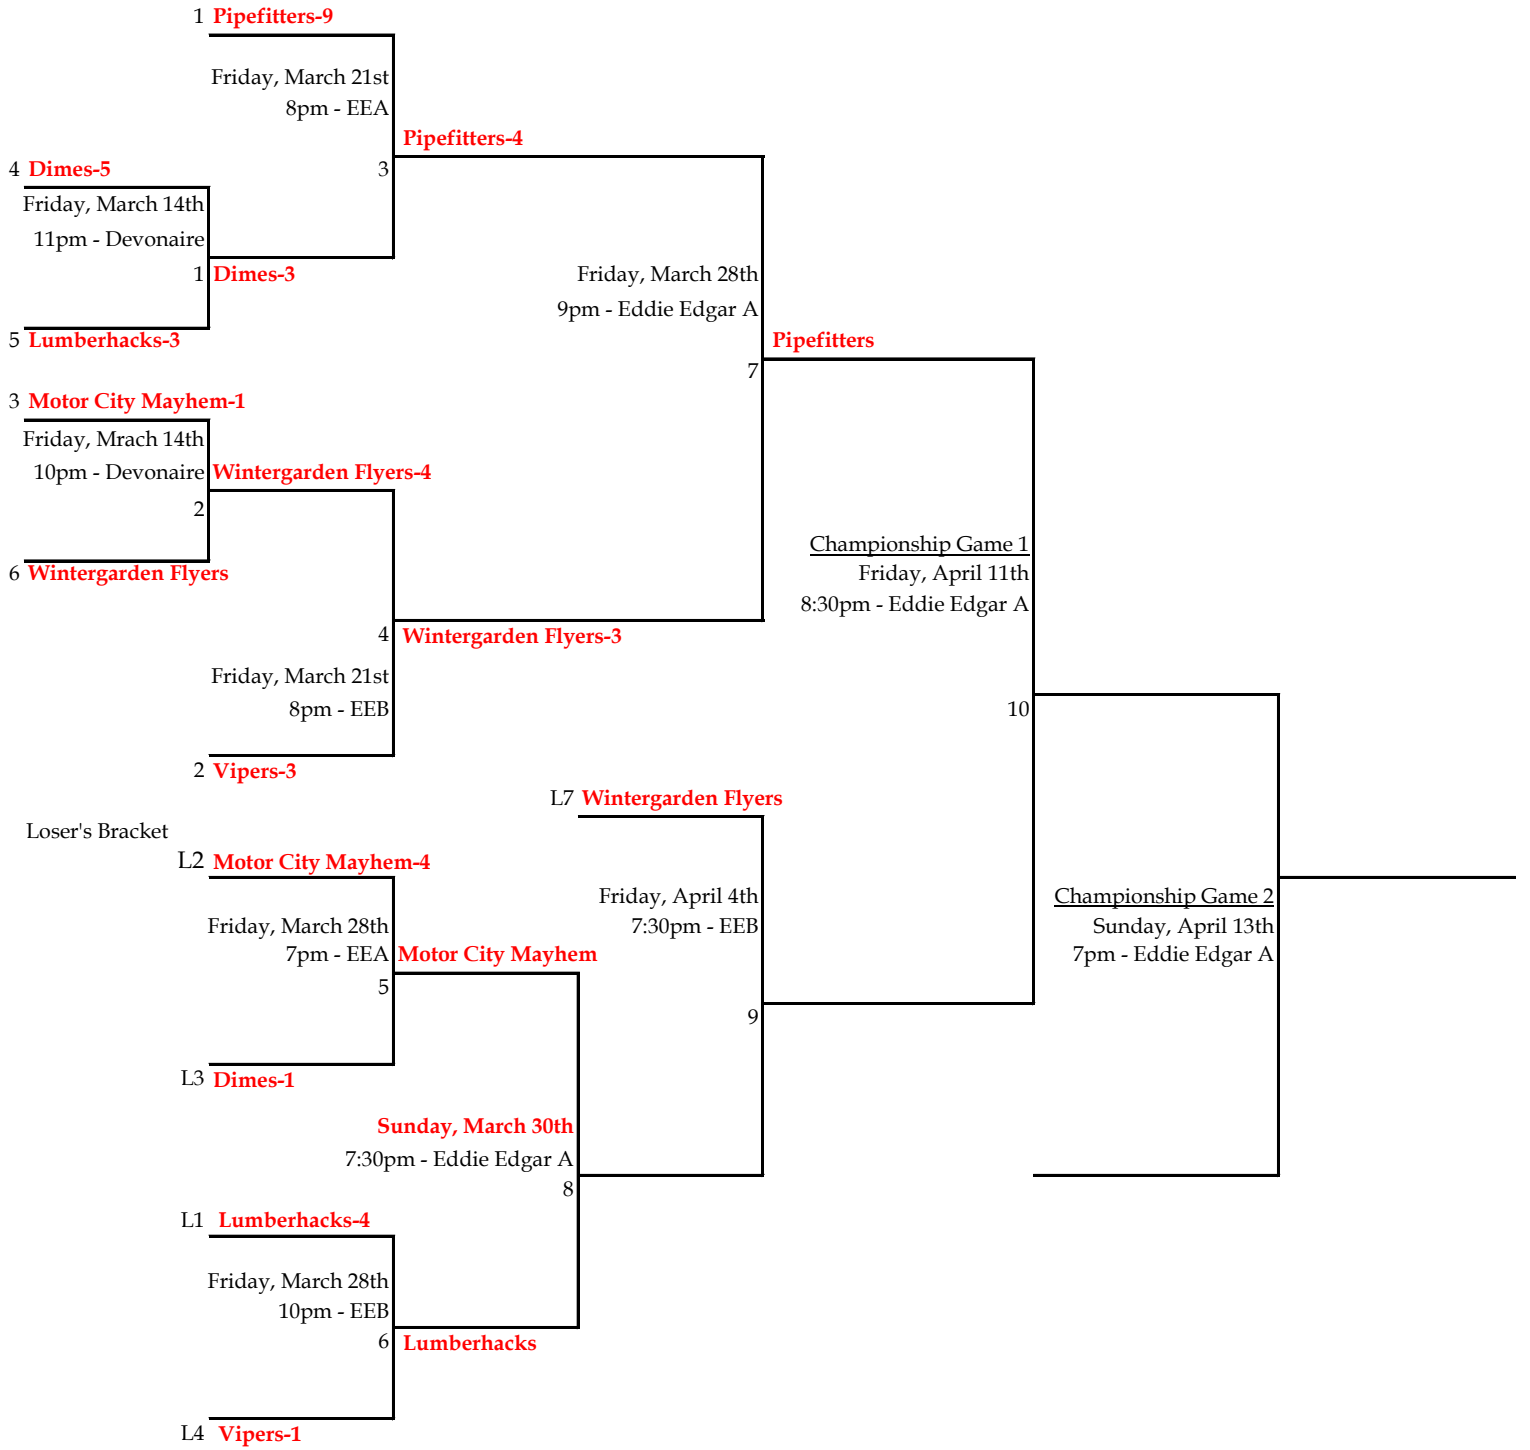 1 Pipefitters-9
Friday, March 21st
8pm - EEA
Pipefitters-4
4 Dimes-5
3
Friday, March 14th
11pm - Devonaire
1 Dimes-3
Friday, March 28th
9pm - Eddie Edgar A
5 Lumberhacks-3
Pipefitters
7
3 Motor City Mayhem-1
Friday, Mrach 14th
10pm - Devonaire
Wintergarden Flyers-4
2
Championship Game 1
6 Wintergarden Flyers
Friday, April 11th
8:30pm - Eddie Edgar A
4 Wintergarden Flyers-3
Friday, March 21st
8pm - EEB
10
2 Vipers-3
L7 Wintergarden Flyers
Loser's Bracket
L2 Motor City Mayhem-4
Friday, April 4th
7:30pm - EEB
Championship Game 2
Sunday, April 13th
7pm - Eddie Edgar A
Friday, March 28th
7pm - EEA
Motor City Mayhem
5
9
L3 Dimes-1
Sunday, March 30th
7:30pm - Eddie Edgar A
8
L1 Lumberhacks-4
Friday, March 28th
10pm - EEB
6 Lumberhacks
L4 Vipers-1